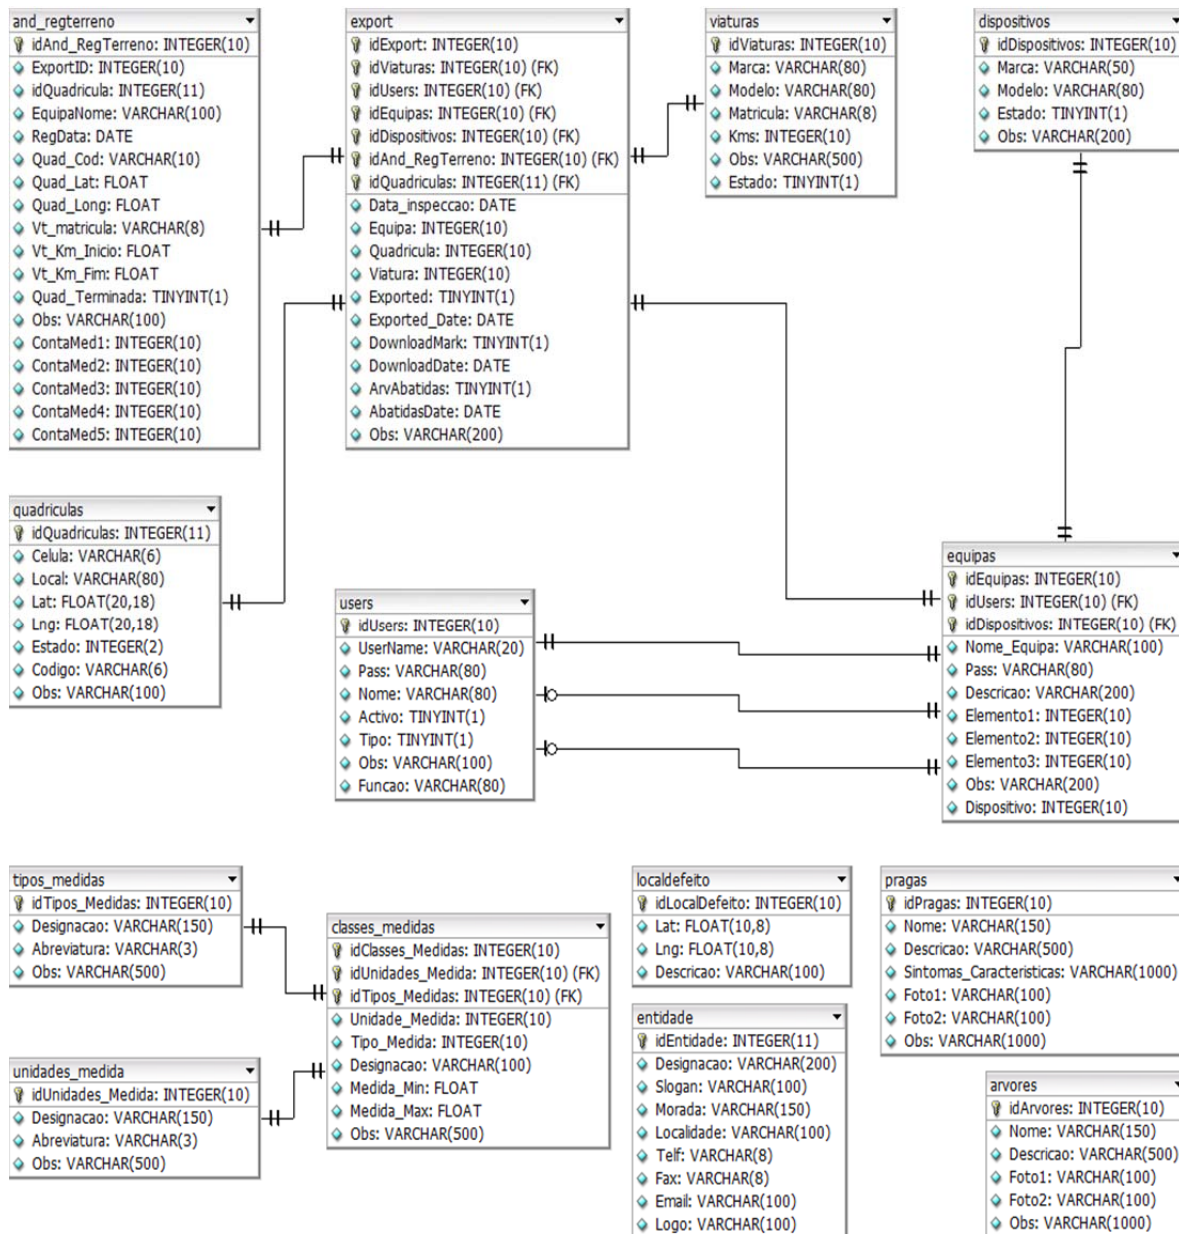 and_regterreno
idAnd_RegTerreno: INTEGER(10)
ExportID: INTEGER(10)
idQuadricula: INTEGER(11)
EquipaNome: VARCHAR(100)
RegData: DATE
Quad_Cod: VARCHAR(10)
Quad_Lat: FLOAT
Quad_Long: FLOAT
Vt_matricula: VARCHAR(8)
Vt_Km_Inicio: FLOAT
Vt_Km_Fim: FLOAT
Quad_Terminada: TINYINT(1)
Obs: VARCHAR(100)
ContaMed1: INTEGER(10)
ContaMed2: INTEGER(10)
ContaMed3: INTEGER(10)
ContaMed4: INTEGER(10)
ContaMed5: INTEGER(10)
export
idExport: INTEGER(10)
idViaturas: INTEGER(10) (FK)
idUsers: INTEGER(10) (FK)
idEquipas: INTEGER(10) (FK)
idDispositivos: INTEGER(10) (FK)
idAnd_RegTerreno: INTEGER(10) (FK)
idQuadriculas: INTEGER(11) (FK)
Data_inspeccao: DATE
Equipa: INTEGER(10)
Quadricula: INTEGER(10)
Viatura: INTEGER(10)
Exported: TINYINT(1)
Exported_Date: DATE
DownloadMark: TINYINT(1)
DownloadDate: DATE
ArvAbatidas: TINYINT(1)
AbatidasDate: DATE
Obs: VARCHAR(200)
viaturas
idViaturas: INTEGER(10)
Marca: VARCHAR(80)
Modelo: VARCHAR(80)
Matricula: VARCHAR(8)
Kms: INTEGER(10)
Obs: VARCHAR(500)
Estado: TINYINT(1)
dispositivos
idDispositivos: INTEGER(10)
Marca: VARCHAR(50)
Modelo: VARCHAR(80)
Estado: TINYINT(1)
Obs: VARCHAR(200)
quadriculas
idQuadriculas: INTEGER(11)
Celula: VARCHAR(6)
Local: VARCHAR(80)
Lat: FLOAT(20,18)
Lng: FLOAT(20,18)
Estado: INTEGER(2)
Codigo: VARCHAR(6)
Obs: VARCHAR(100)
users
idUsers: INTEGER(10)
UserName: VARCHAR(20)
Pass: VARCHAR(80)
Nome: VARCHAR(80)
Activo: TINYINT(1)
Tipo: TINYINT(1)
Obs: VARCHAR(100)
Funcao: VARCHAR(80)
equipas
idEquipas: INTEGER(10)
idUsers: INTEGER(10) (FK)
idDispositivos: INTEGER(10) (FK)
Nome_Equipa: VARCHAR(100)
Pass: VARCHAR(80)
Descricao: VARCHAR(200)
Elemento1: INTEGER(10)
Elemento2: INTEGER(10)
Elemento3: INTEGER(10)
Obs: VARCHAR(200)
Dispositivo: INTEGER(10)
tipos_medidas
idTipos_Medidas: INTEGER(10)
Designacao: VARCHAR(150)
Abreviatura: VARCHAR(3)
Obs: VARCHAR(500)
unidades_medida
idUnidades_Medida: INTEGER(10)
Designacao: VARCHAR(150)
Abreviatura: VARCHAR(3)
Obs: VARCHAR(500)
classes_medidas
idClasses_Medidas: INTEGER(10)
idUnidades_Medida: INTEGER(10) (FK)
idTipos_Medidas: INTEGER(10) (FK)
Unidade_Medida: INTEGER(10)
Tipo_Medida: INTEGER(10)
Designacao: VARCHAR(100)
Medida_Min: FLOAT
Medida_Max: FLOAT
Obs: VARCHAR(500)
localdefeito
idLocalDefeito: INTEGER(10)
Lat: FLOAT(10,8)
Lng: FLOAT(10,8)
Descricao: VARCHAR(100)
entidade
idEntidade: INTEGER(11)
Designacao: VARCHAR(200)
Slogan: VARCHAR(100)
Morada: VARCHAR(150)
Localidade: VARCHAR(100)
Telf: VARCHAR(8)
Fax: VARCHAR(8)
Email: VARCHAR(100)
Logo: VARCHAR(100)
pragas
idPragas: INTEGER(10)
Nome: VARCHAR(150)
Descricao: VARCHAR(500)
Sintomas_Caracteristicas: VARCHAR(1000)
Foto1: VARCHAR(100)
Foto2: VARCHAR(100)
Obs: VARCHAR(1000)
arvores
idArvores: INTEGER(10)
Nome: VARCHAR(150)
Descricao: VARCHAR(500)
Foto1: VARCHAR(100)
Foto2: VARCHAR(100)
Obs: VARCHAR(1000)